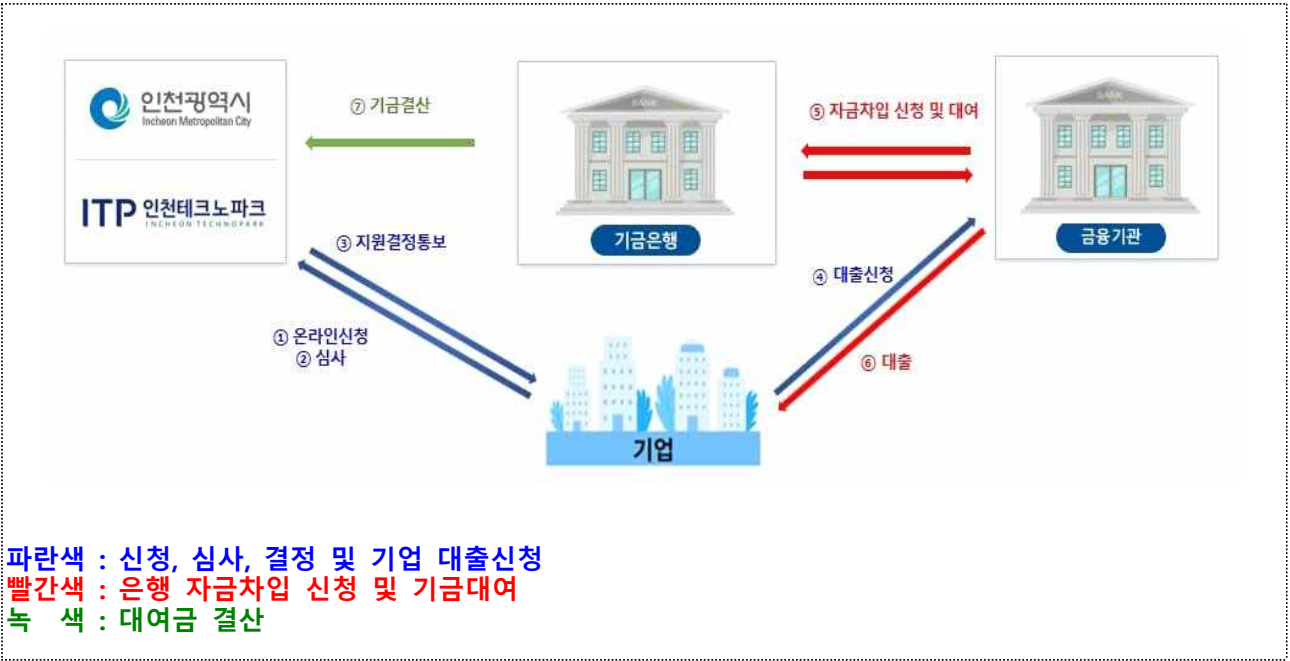 인천광역시
Incheon Metropolitan City
ITP 인천테크노파크
INCHEON TECHNOPARK
⑦ 기금결산
BANK
기금은행
⑤ 자금차입 신청 및 대여
BANK
금융기관
③ 지원결정통보
① 온라인신청
② 심사
④ 대출신청
⑥ 대출
기업
파란색 : 신청, 심사, 결정 및 기업 대출신청
빨간색 : 은행 자금차입 신청 및 기금대여
녹 색 : 대여금 결산